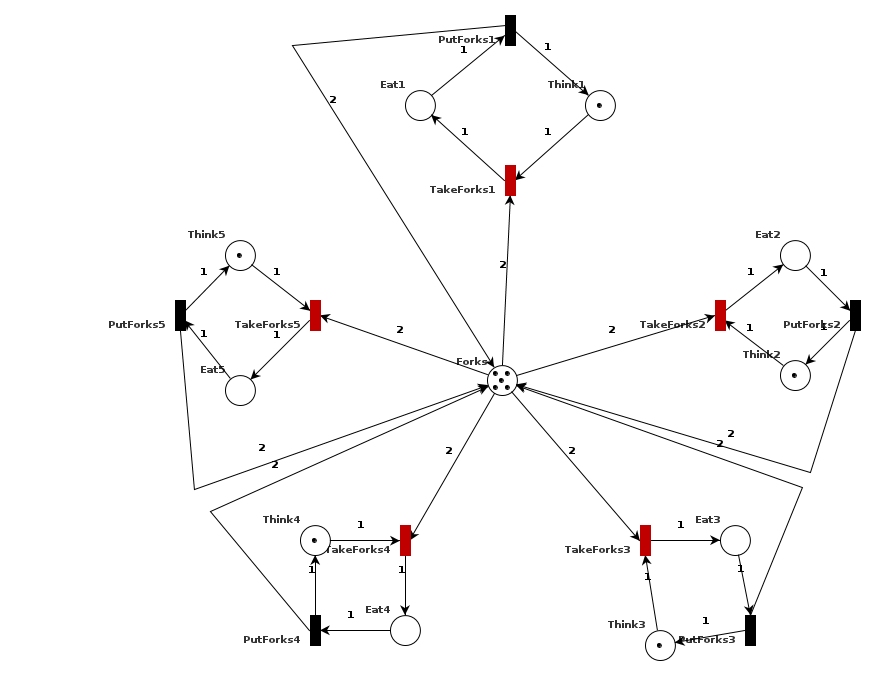 PutForks1
1
1
Eat1
Think1
2
1
1
TakeForks1
Think5
Eat2
2
1
1
1
1
PutForks5
TakeForks5
2
2
TakeForks2
PutForks2
1
1
1
1
Eat5
Forks
Think2
2
2
2
2
2
2
Think4
1
TakeForks4
1
1
1
Eat4
PutForks4
Eat3
1
TakeForks3
1
1
Think3
1
PutForks3